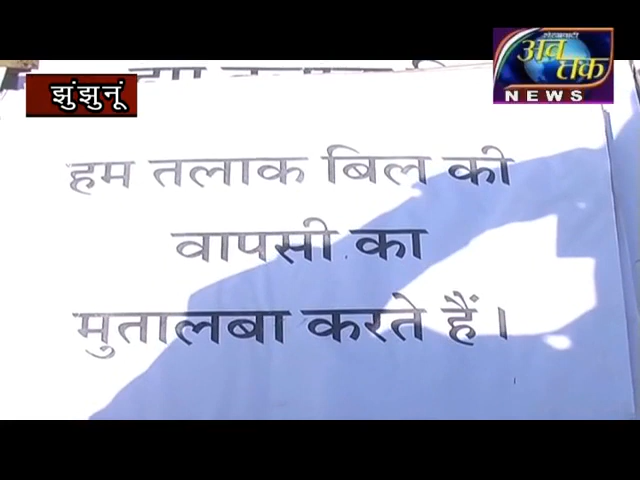 झुंझुनूं
शेखावाटी
अब
तक
NEWS
हम तलाक बिल की
वापसी का
मुतालबा करते हैं।